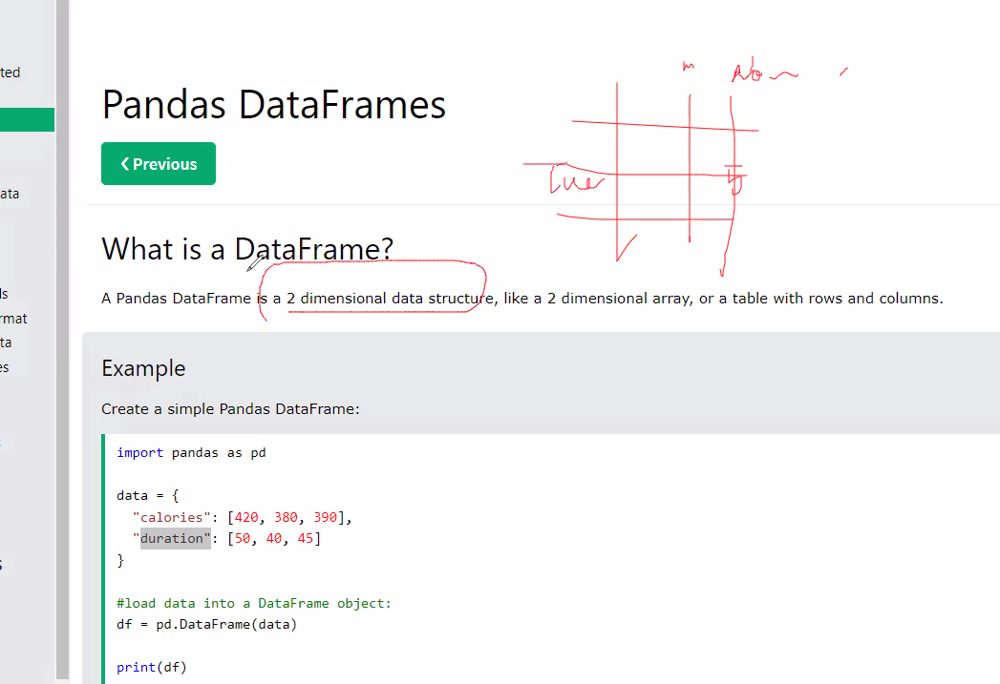 ted
Pandas DataFrames
❮ Previous
ata
What is a DataFrame?
A Pandas DataFrame is a 2 dimensional data structure, like a 2 dimensional array, or a table with rows and columns.
ls
rmat
ta
es
Example
Create a simple Pandas DataFrame:
import pandas as pd
data = {
"calories": [420, 380, 390],
"duration": [50, 40, 45]
}
#load data into a DataFrame object:
df = pd.DataFrame(data)
print(df)